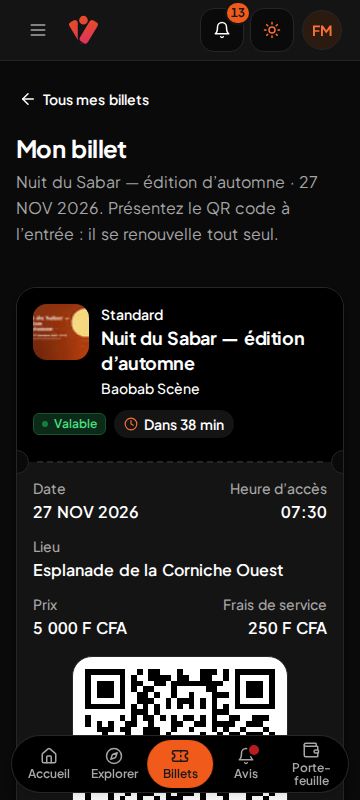 13
FM
Tous mes billets
Mon billet
Nuit du Sabar — édition d’automne · 27
NOV 2026. Présentez le QR code à
l’entrée : il se renouvelle tout seul.
Standard
Nuit du Sabar — édition
d’automne
Baobab Scène
Valable
Dans 38 min
Date
Heure d’accès
27 NOV 2026
07:30
Lieu
Esplanade de la Corniche Ouest
Prix
Frais de service
5 000 F CFA
250 F CFA
Accueil
Explorer
Billets
Avis
Porte-
feuille